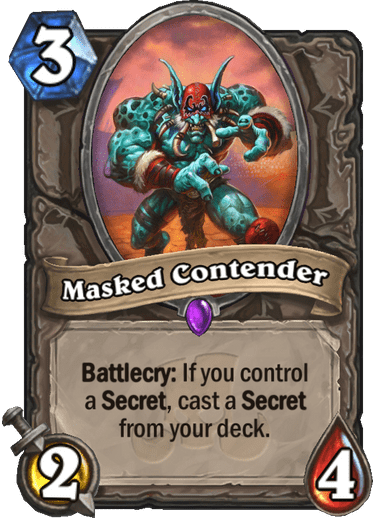 3
Masked Contender
Battlecry: If you control
a Secret, cast a Secret
from your deck.
2
4